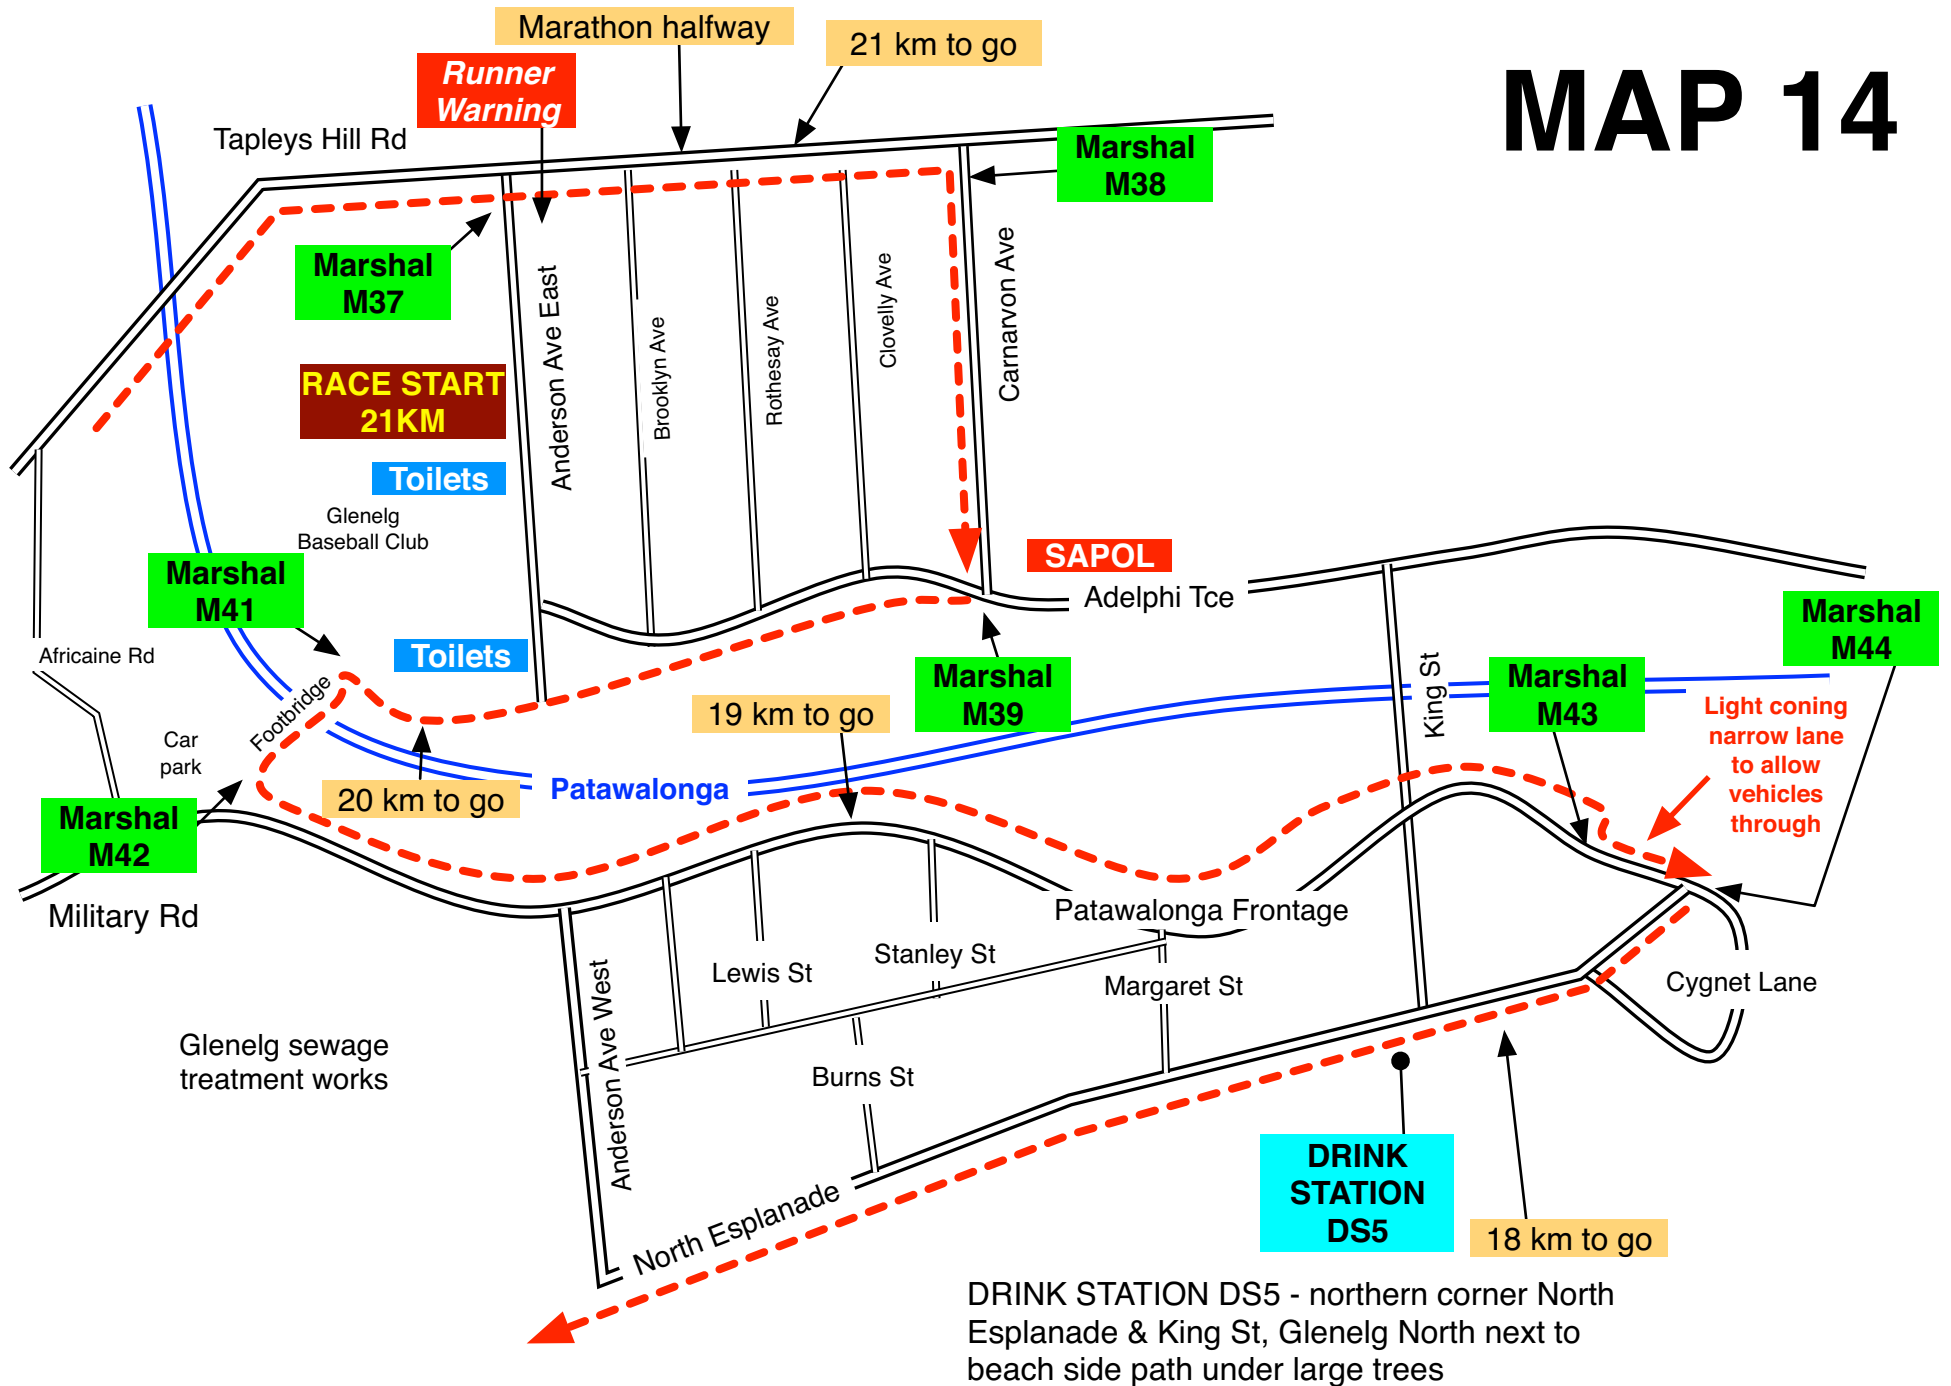 Marathon halfway
21 km to go
MAP 14
Runner
Warning
Tapleys Hill Rd
Marshal
M38
Marshal
M37
Anderson Ave East
Brooklyn Ave
Rothesay Ave
Clovelly Ave
Carnarvon Ave
RACE START
21KM
Toilets
Glenelg
Baseball Club
SAPOL
Adelphi Tce
Marshal
M41
Marshal
M44
Africaine Rd
Toilets
Footbridge
Marshal
M39
King St
Marshal
M43
Light coning
narrow lane
to allow
vehicles
through
19 km to go
Car
park
20 km to go
Patawalonga
Marshal
M42
Military Rd
Patawalonga Frontage
Lewis St
Stanley St
Margaret St
Cygnet Lane
Anderson Ave West
Glenelg sewage
treatment works
Burns St
North Esplanade
DRINK
STATION
DS5
18 km to go
DRINK STATION DS5 - northern corner North
Esplanade & King St, Glenelg North next to
beach side path under large trees